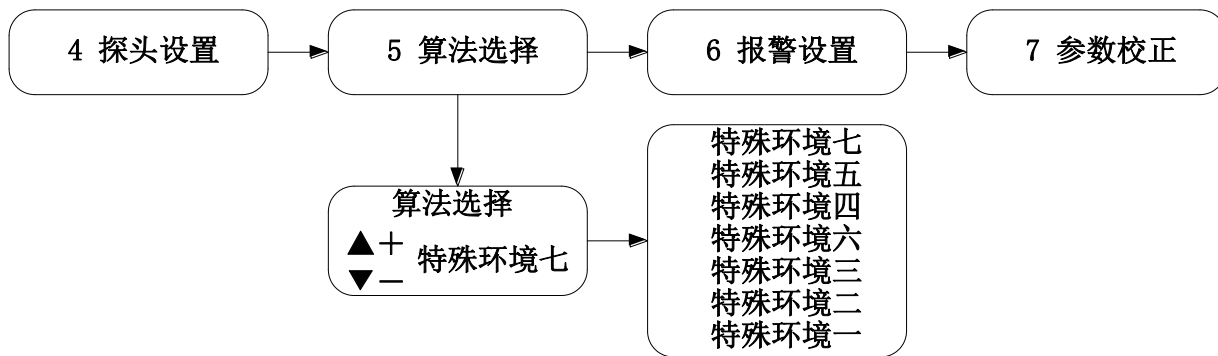 4 探头设置
5 算法选择
6 报警设置
7 参数校正
算法选择
▲+
特殊环境七
▼-
特殊环境七
特殊环境五
特殊环境四
特殊环境六
特殊环境三
特殊环境二
特殊环境一